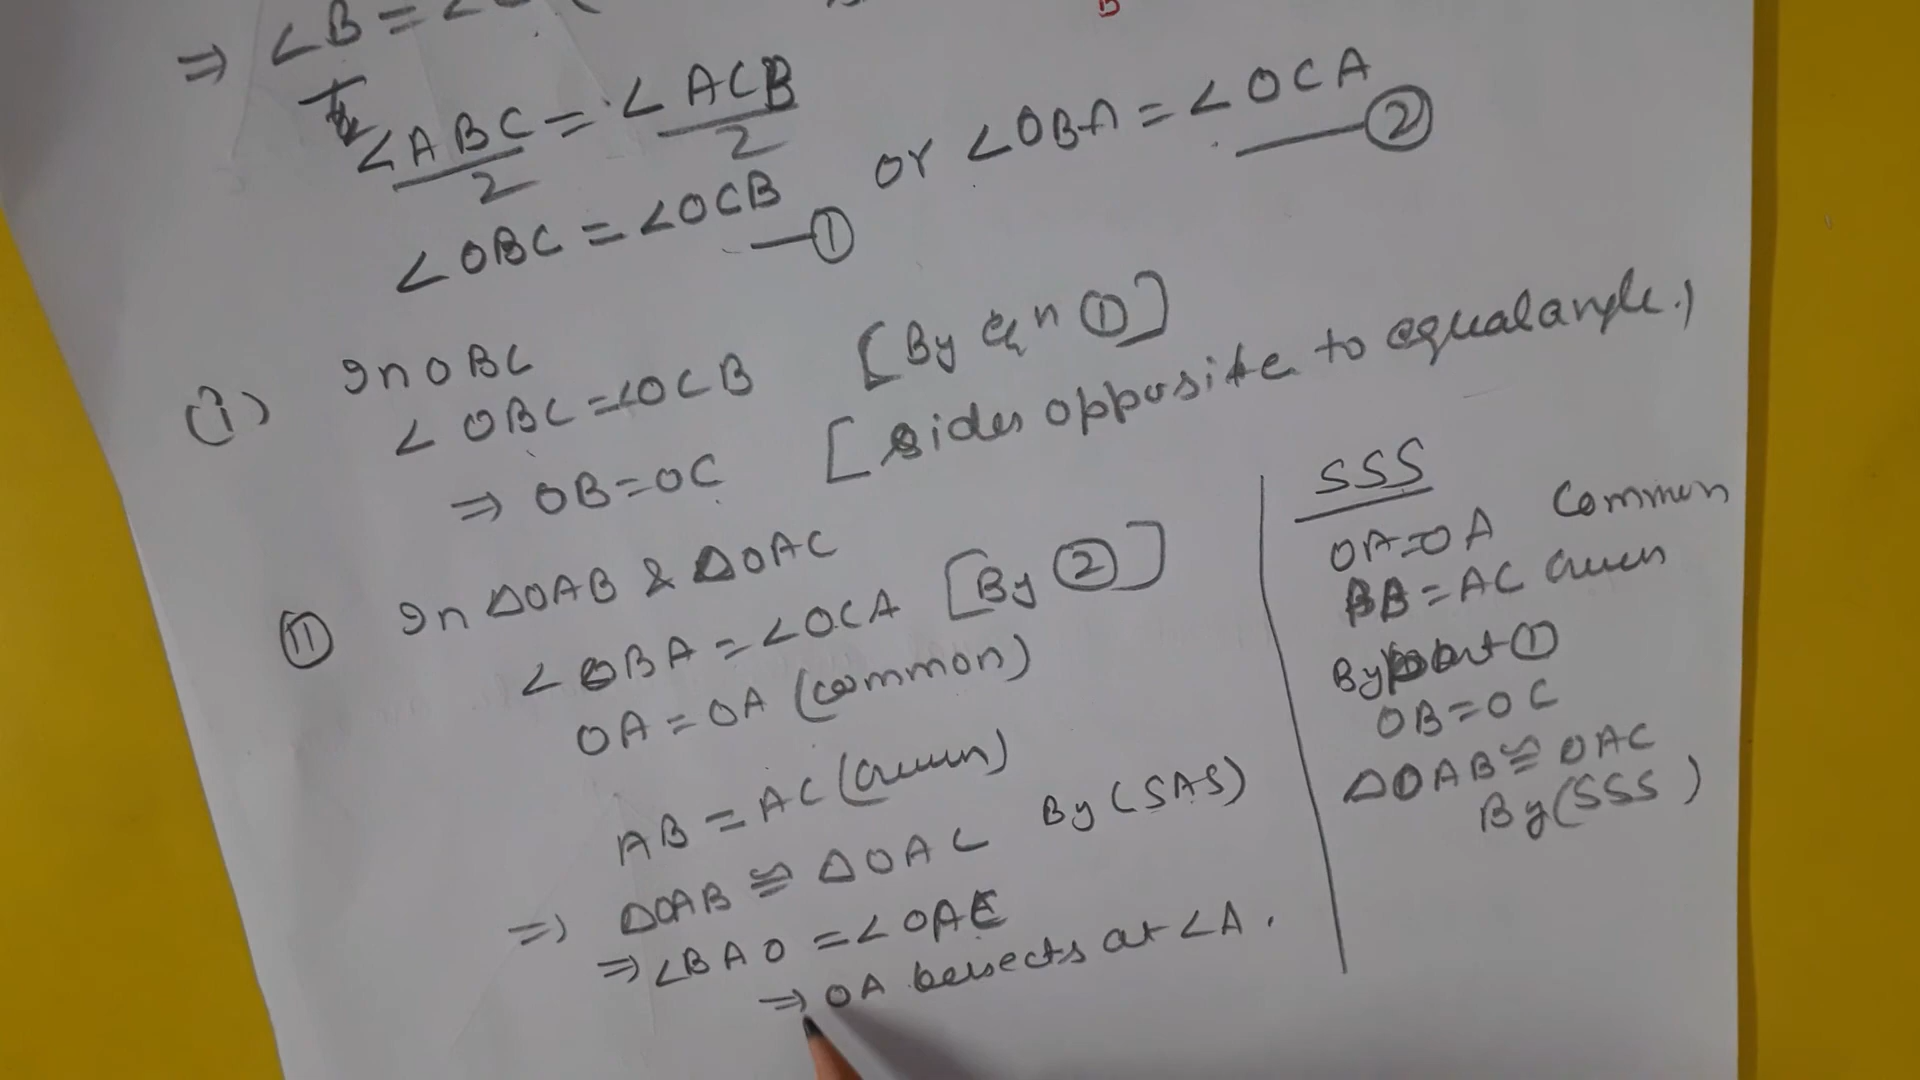 ⇒ ∠B = ∠
B
∠ABC/2 = ∠ACB/2
∠OBC = ∠OCB —① or ∠OBA = ∠OCA —②
(i) In OBC
∠OBC = ∠OCB [By eqn ①]
⇒ OB = OC [sides opposite to equal angle.)
(ii) In △OAB & △OAC
∠OBA = ∠OCA [By ②]
OA = OA (common)
AB = AC (Given)
⇒ △OAB ≅ △OAC By (SAS)
⇒ ∠BAO = ∠OAC
⇒ OA besects at ∠A.
SSS
OA = OA Common
BB = AC Given
By part ①
OB = OC
△OAB ≅ OAC
By (SSS)